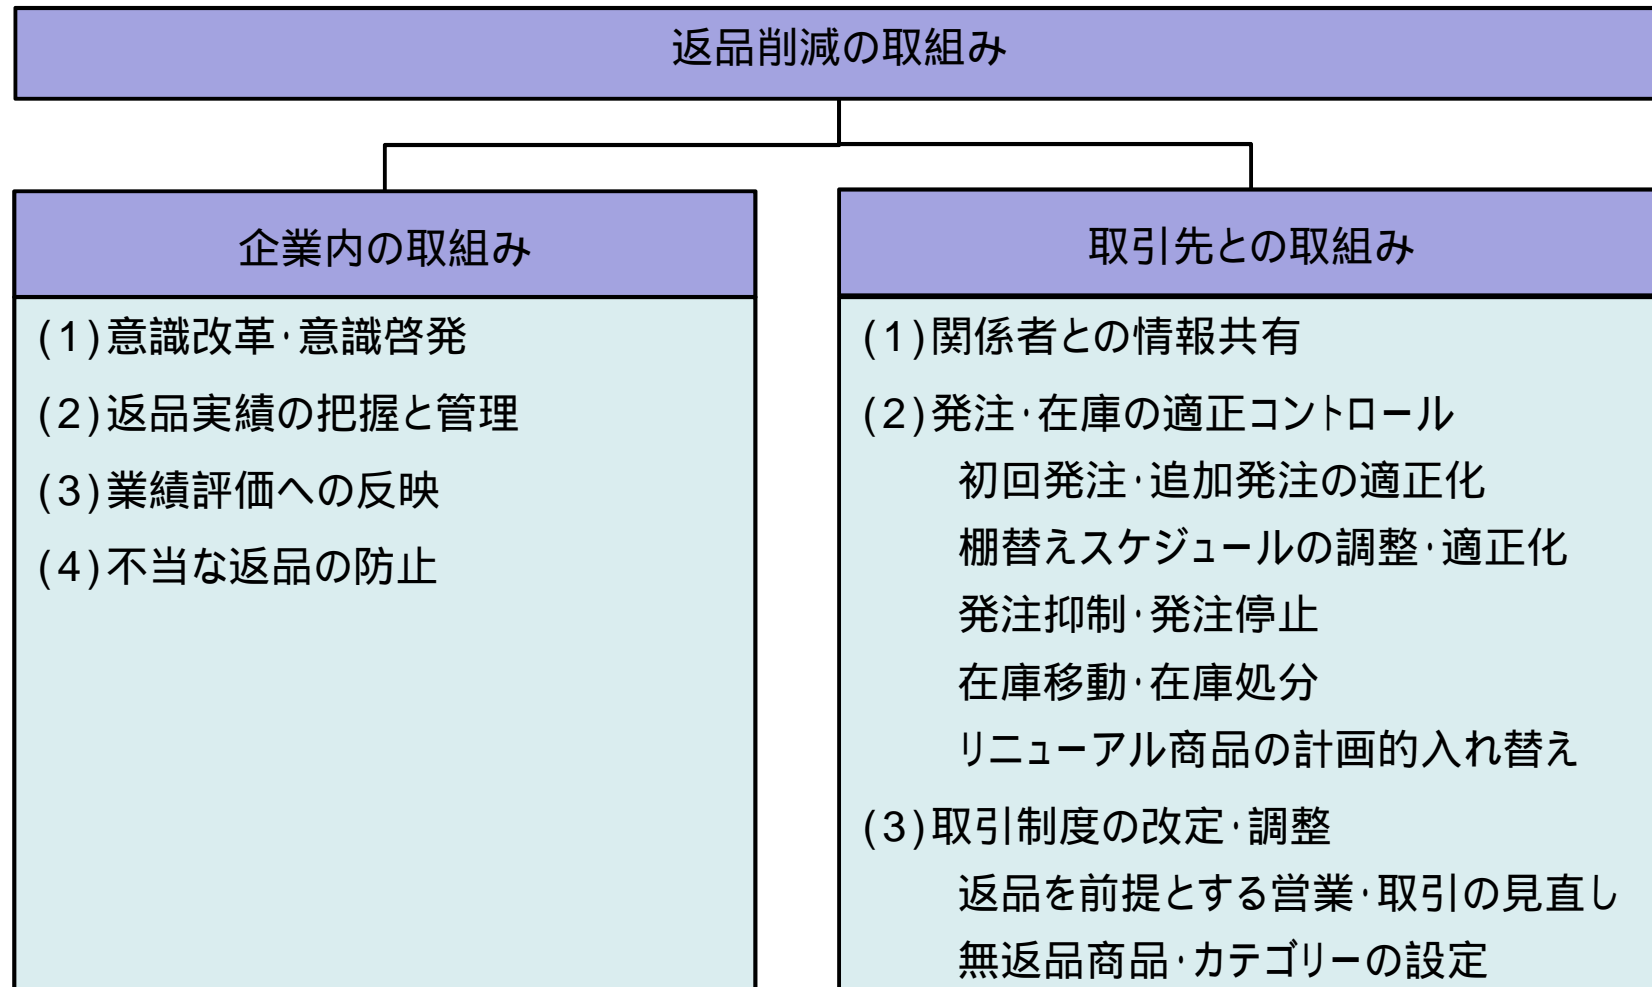 返品削減の取組み
企業内の取組み
(1)意識改革・意識啓発
(2)返品実績の把握と管理
(3)業績評価への反映
(4)不当な返品の防止
取引先との取組み
(1)関係者との情報共有
(2)発注・在庫の適正コントロール
初回発注・追加発注の適正化
棚替えスケジュールの調整・適正化
発注抑制・発注停止
在庫移動・在庫処分
リニューアル商品の計画的入れ替え
(3)取引制度の改定・調整
返品を前提とする営業・取引の見直し
無返品商品・カテゴリーの設定